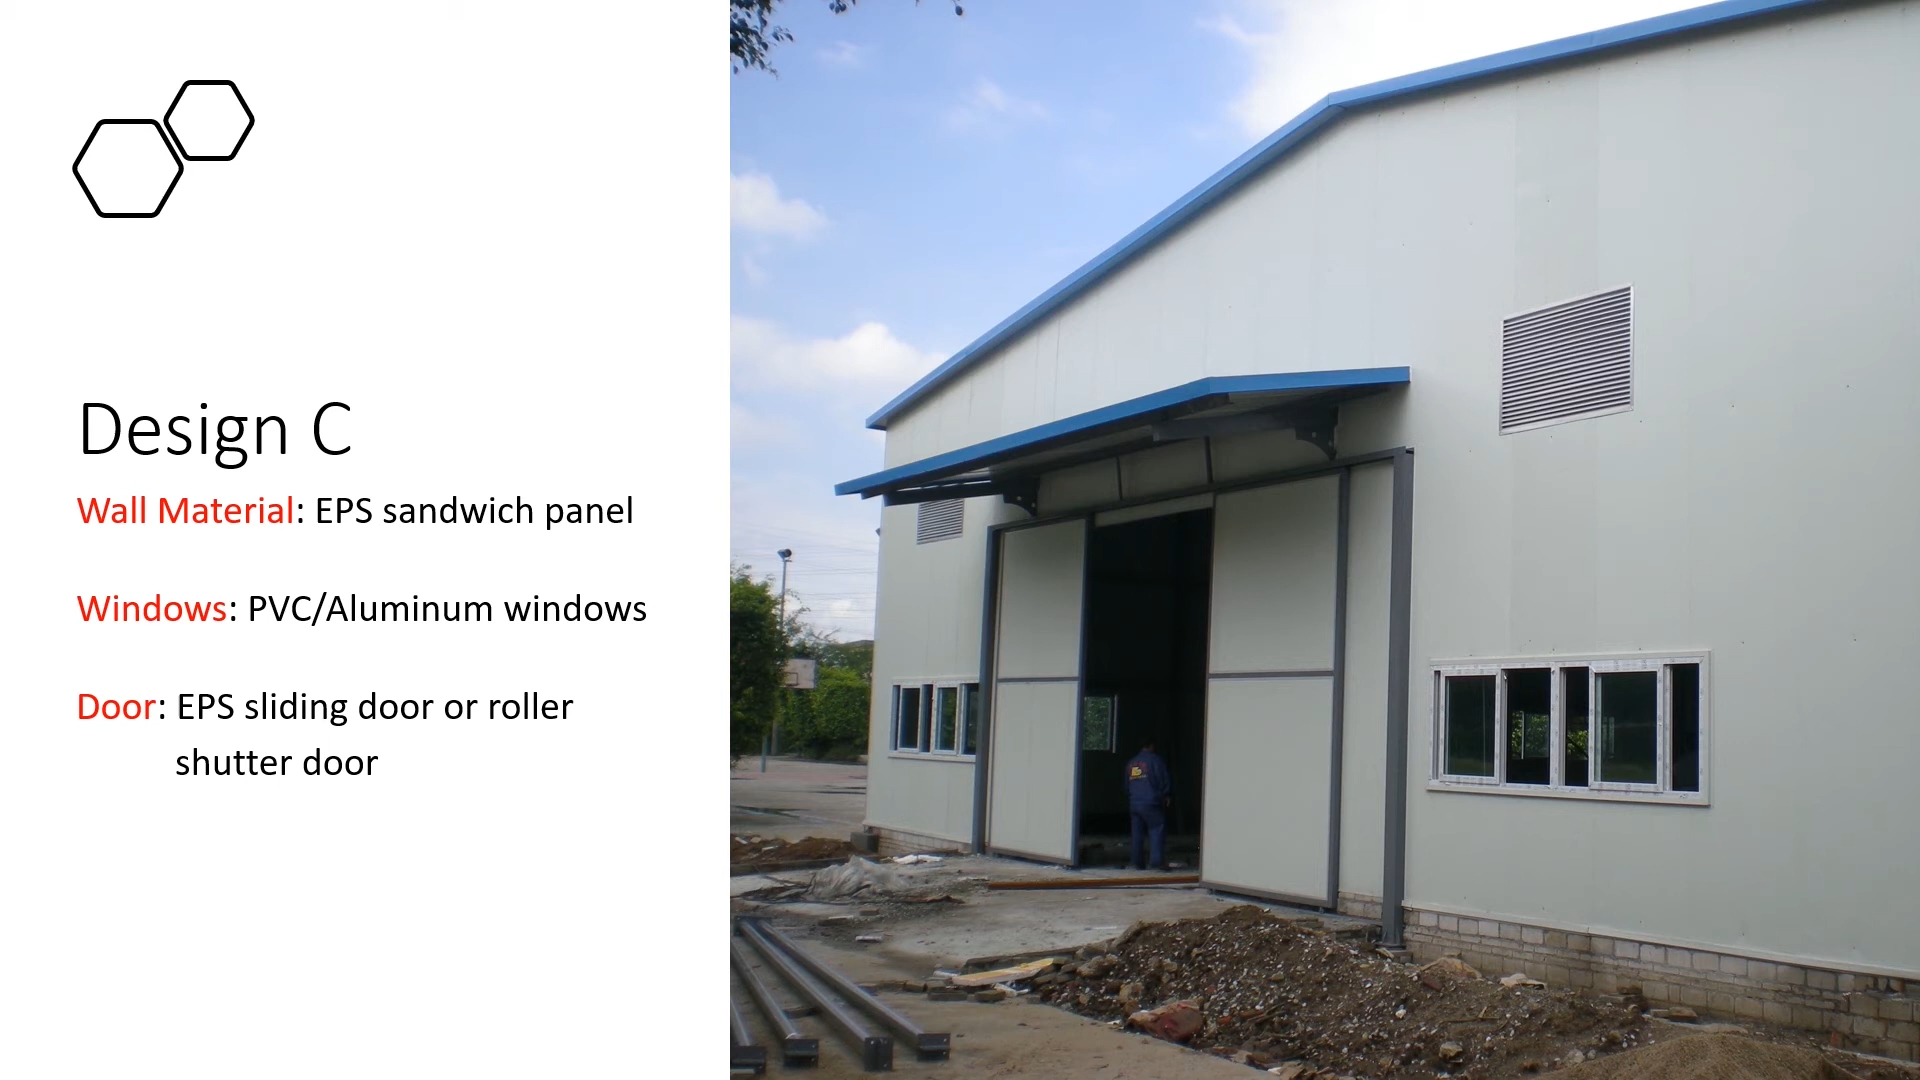 Design C
Wall Material: EPS sandwich panel
Windows: PVC/Aluminum windows
Door: EPS sliding door or roller
shutter door